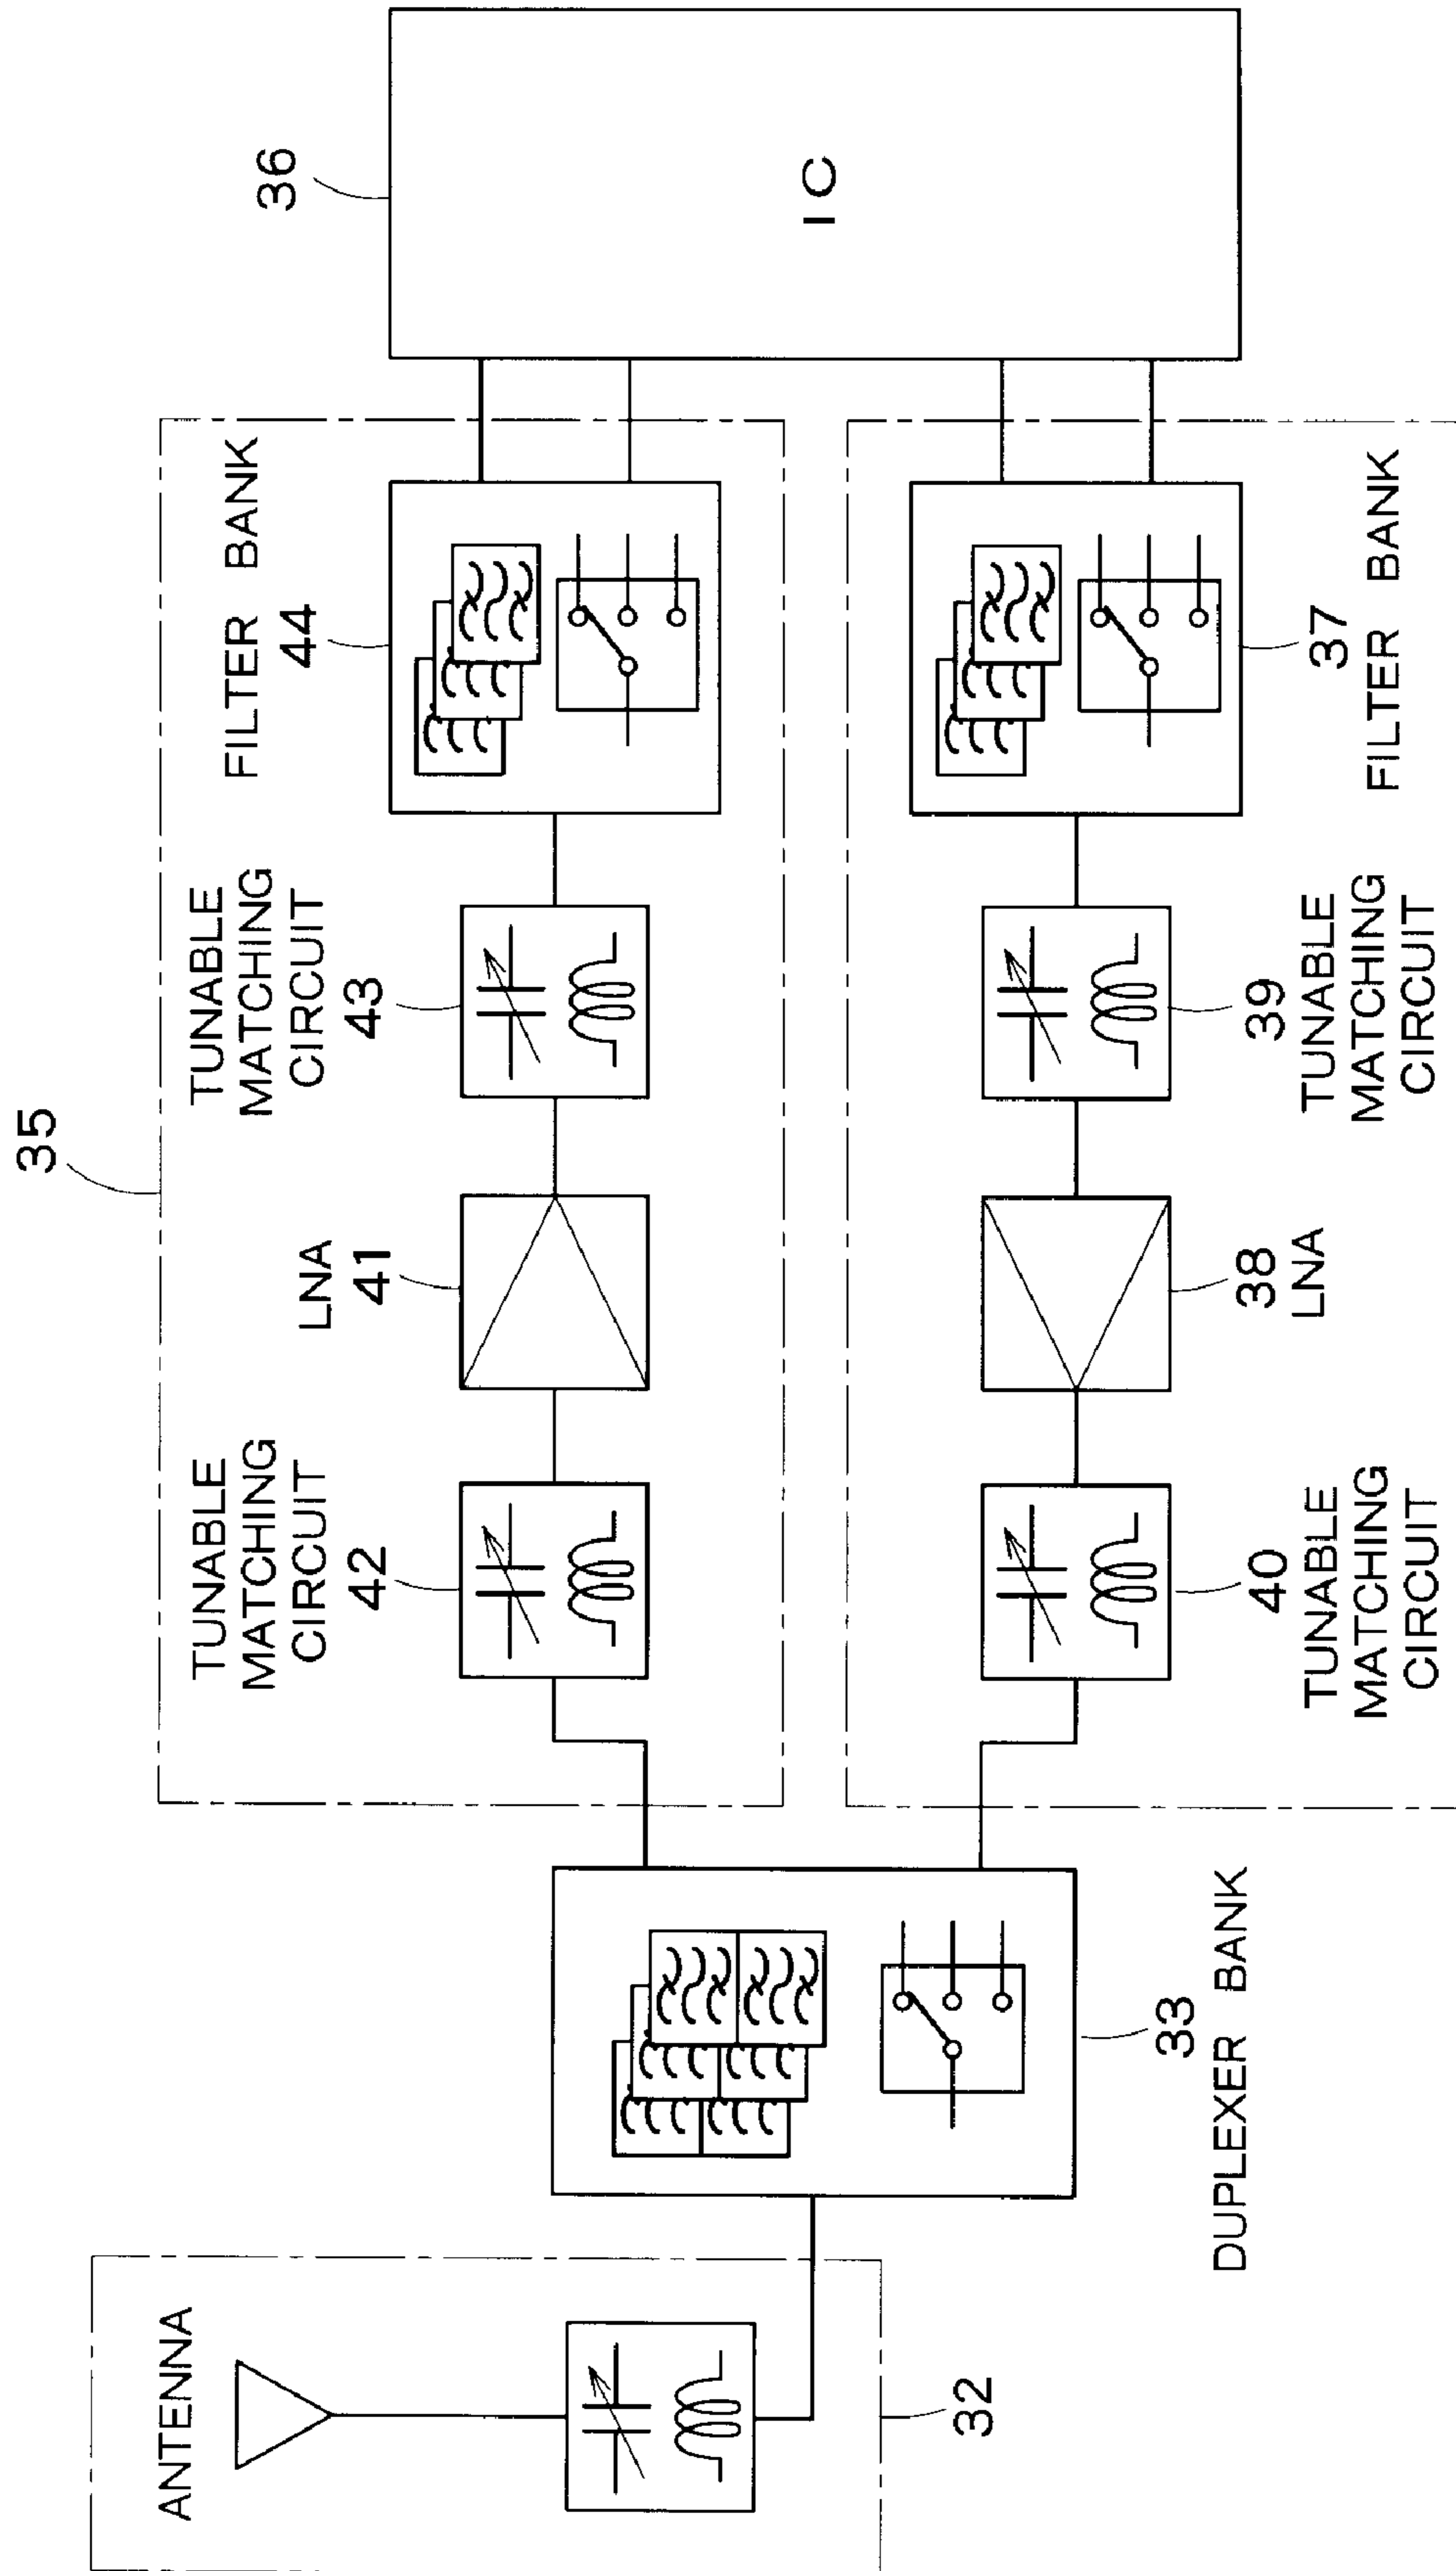 35
36
FILTER BANK
44
TUNABLE
MATCHING
CIRCUIT
43
LNA
41
TUNABLE
MATCHING
CIRCUIT
42
IC
37
FILTER BANK
39
TUNABLE
MATCHING
CIRCUIT
38
LNA
40
TUNABLE
MATCHING
CIRCUIT
33
DUPLEXER BANK
ANTENNA
32